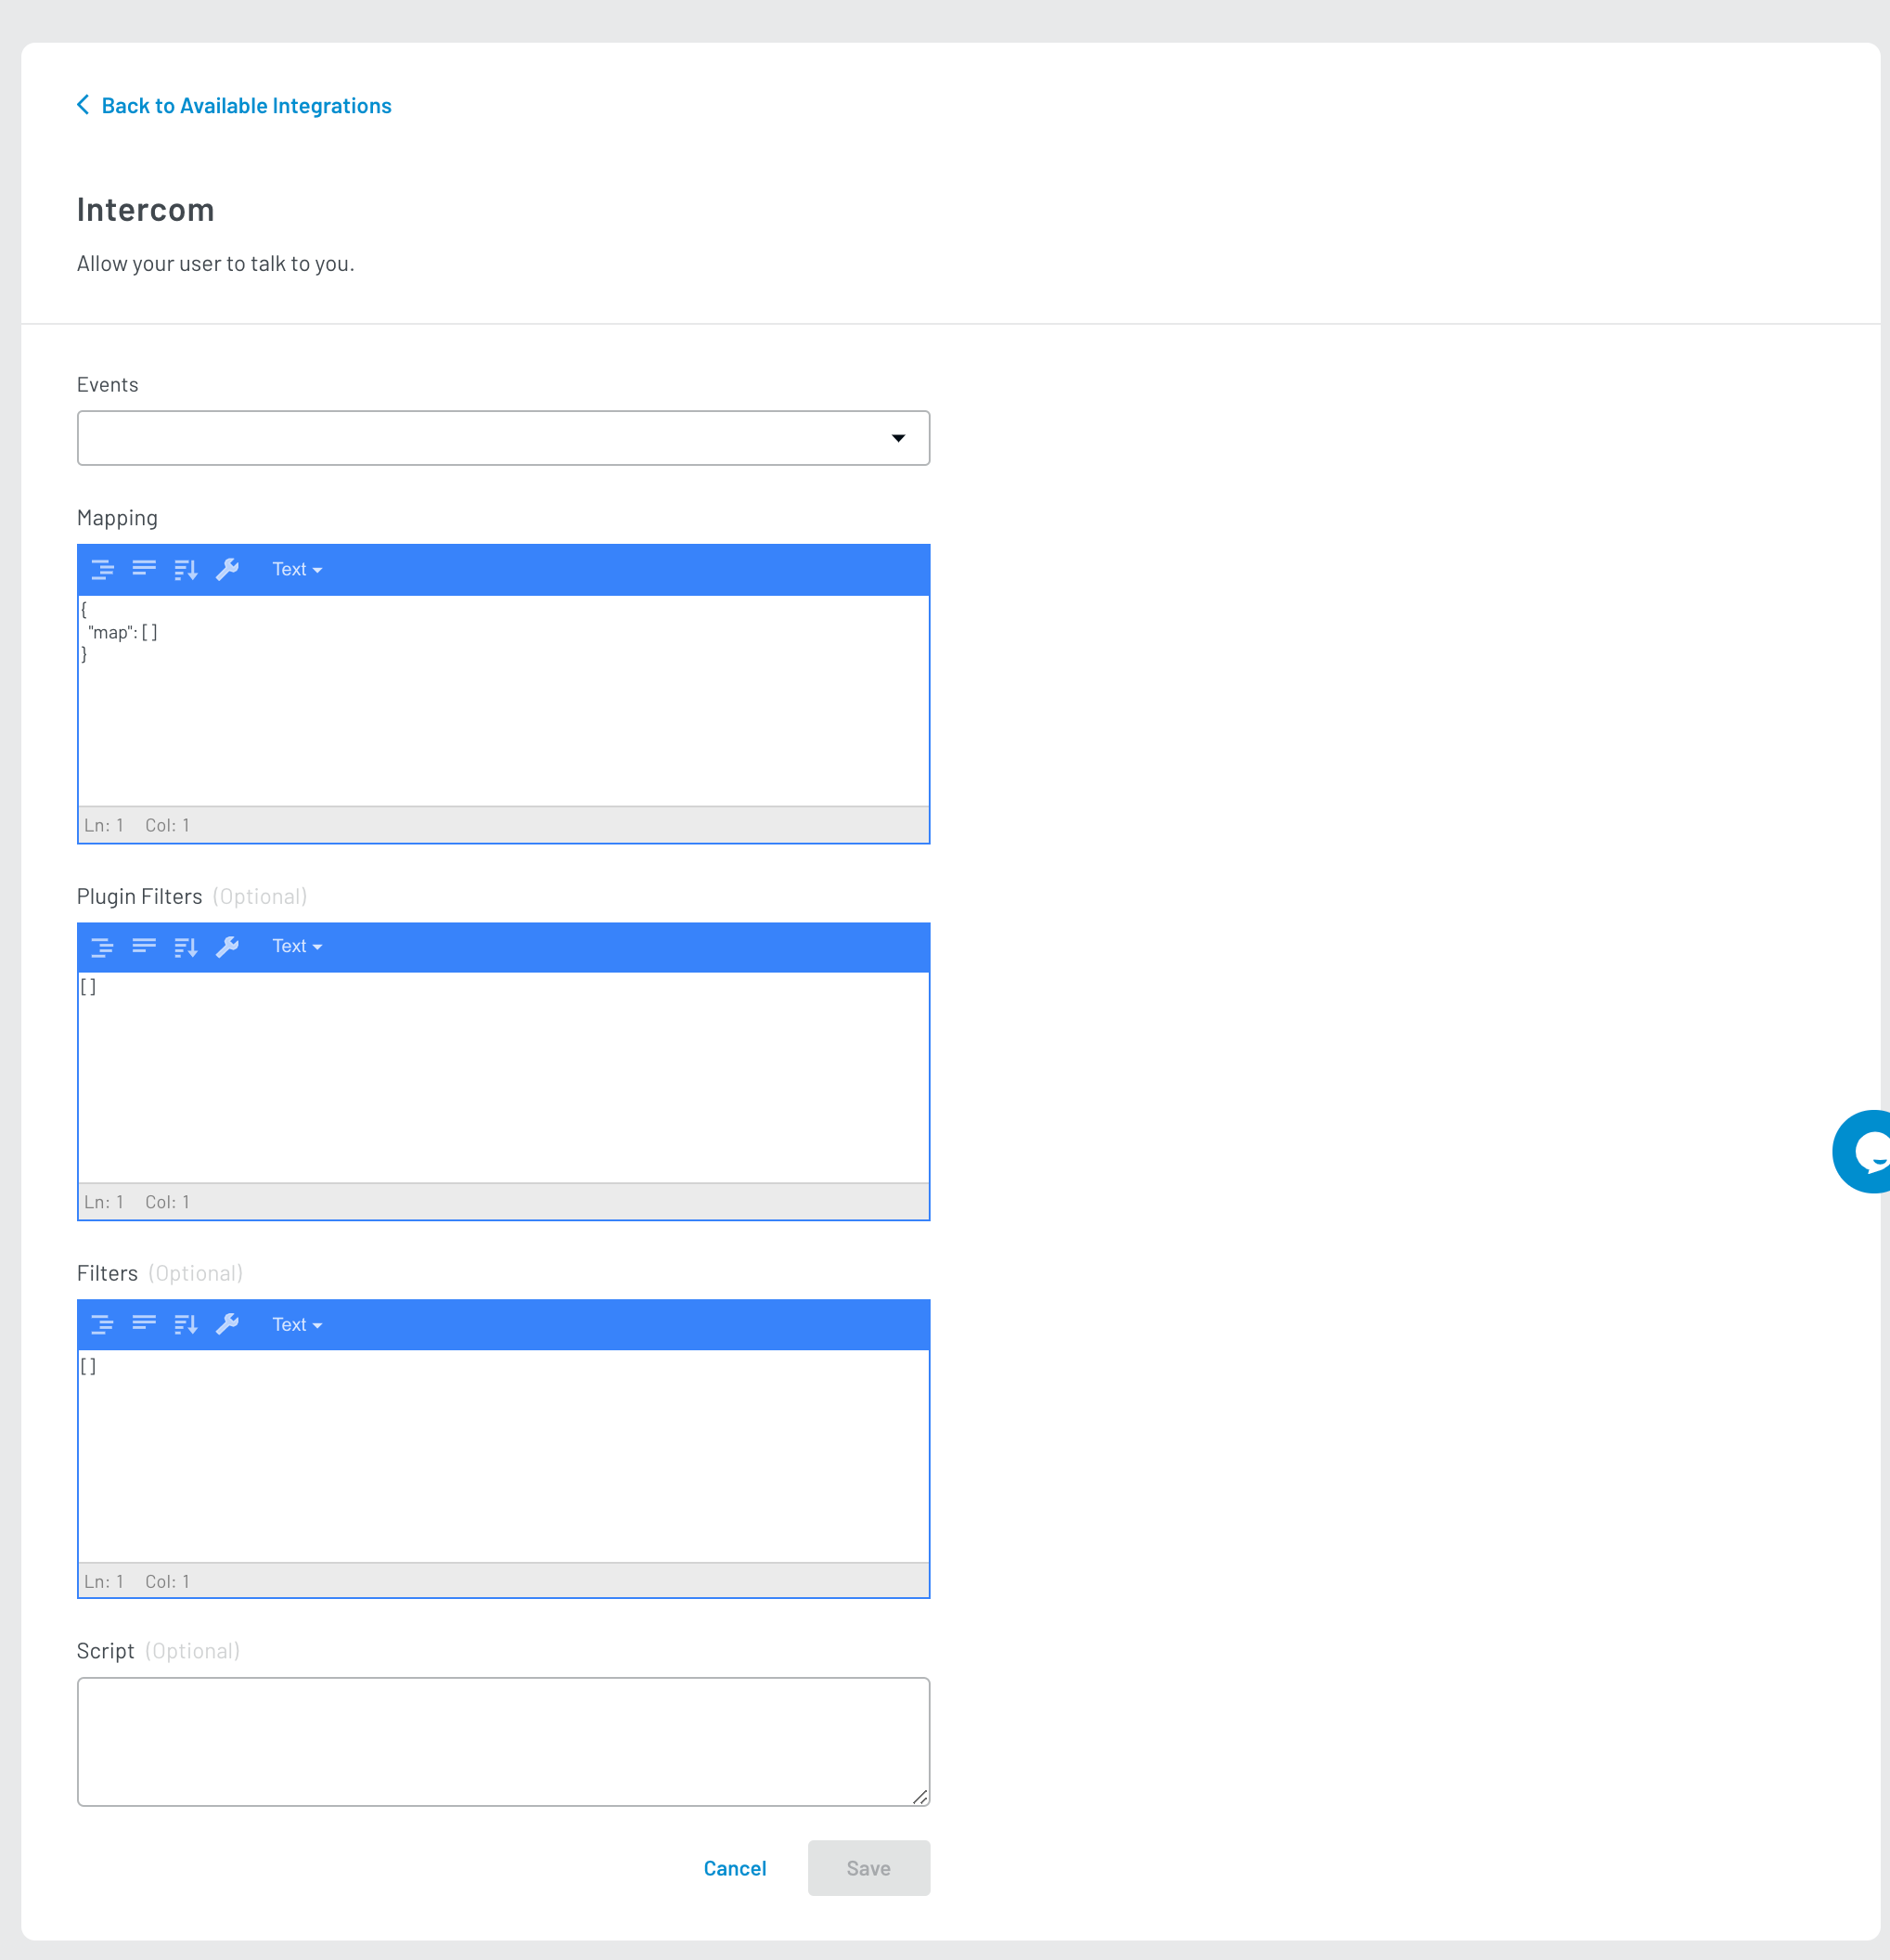 Back to Available Integrations
Intercom
Allow your user to talk to you.
Events
Mapping
Text
{
"map": []
}
Ln: 1 Col: 1
Plugin Filters (Optional)
Text
[]
Ln: 1 Col: 1
Filters (Optional)
Text
[]
Ln: 1 Col: 1
Script (Optional)
Cancel Save